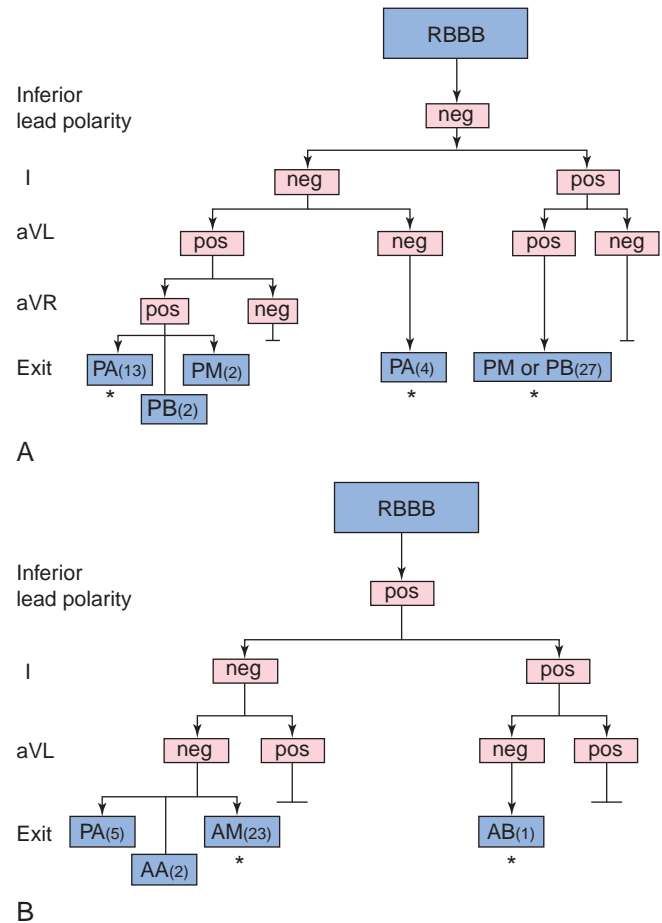 RBBB
Inferior
lead polarity
neg
I
neg
pos
aVL
pos
neg
pos
neg
aVR
pos
neg
Exit
PA(13)
PM(2)
PA(4)
PM or PB(27)
*
*
*
PB(2)
A
RBBB
Inferior
lead polarity
pos
I
neg
pos
aVL
neg
pos
neg
pos
Exit
PA(5)
AM(23)
AB(1)
AA(2)
*
*
B